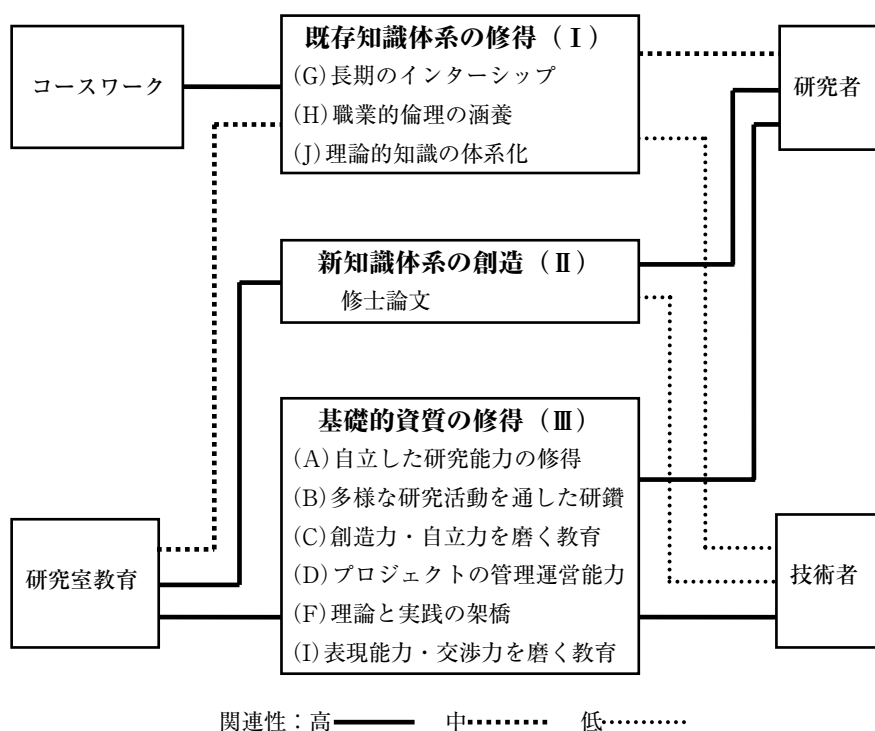 既存知識体系の修得（Ⅰ）
(G)長期のインターシップ
(H)職業的倫理の涵養
(J)理論的知識の体系化
コースワーク
研究者
新知識体系の創造（Ⅱ）
修士論文
基礎的資質の修得（Ⅲ）
(A)自立した研究能力の修得
(B)多様な研究活動を通した研鑽
(C)創造力・自立力を磨く教育
(D)プロジェクトの管理運営能力
(F)理論と実践の架橋
(I)表現能力・交渉力を磨く教育
研究室教育
技術者
関連性：高 中 低